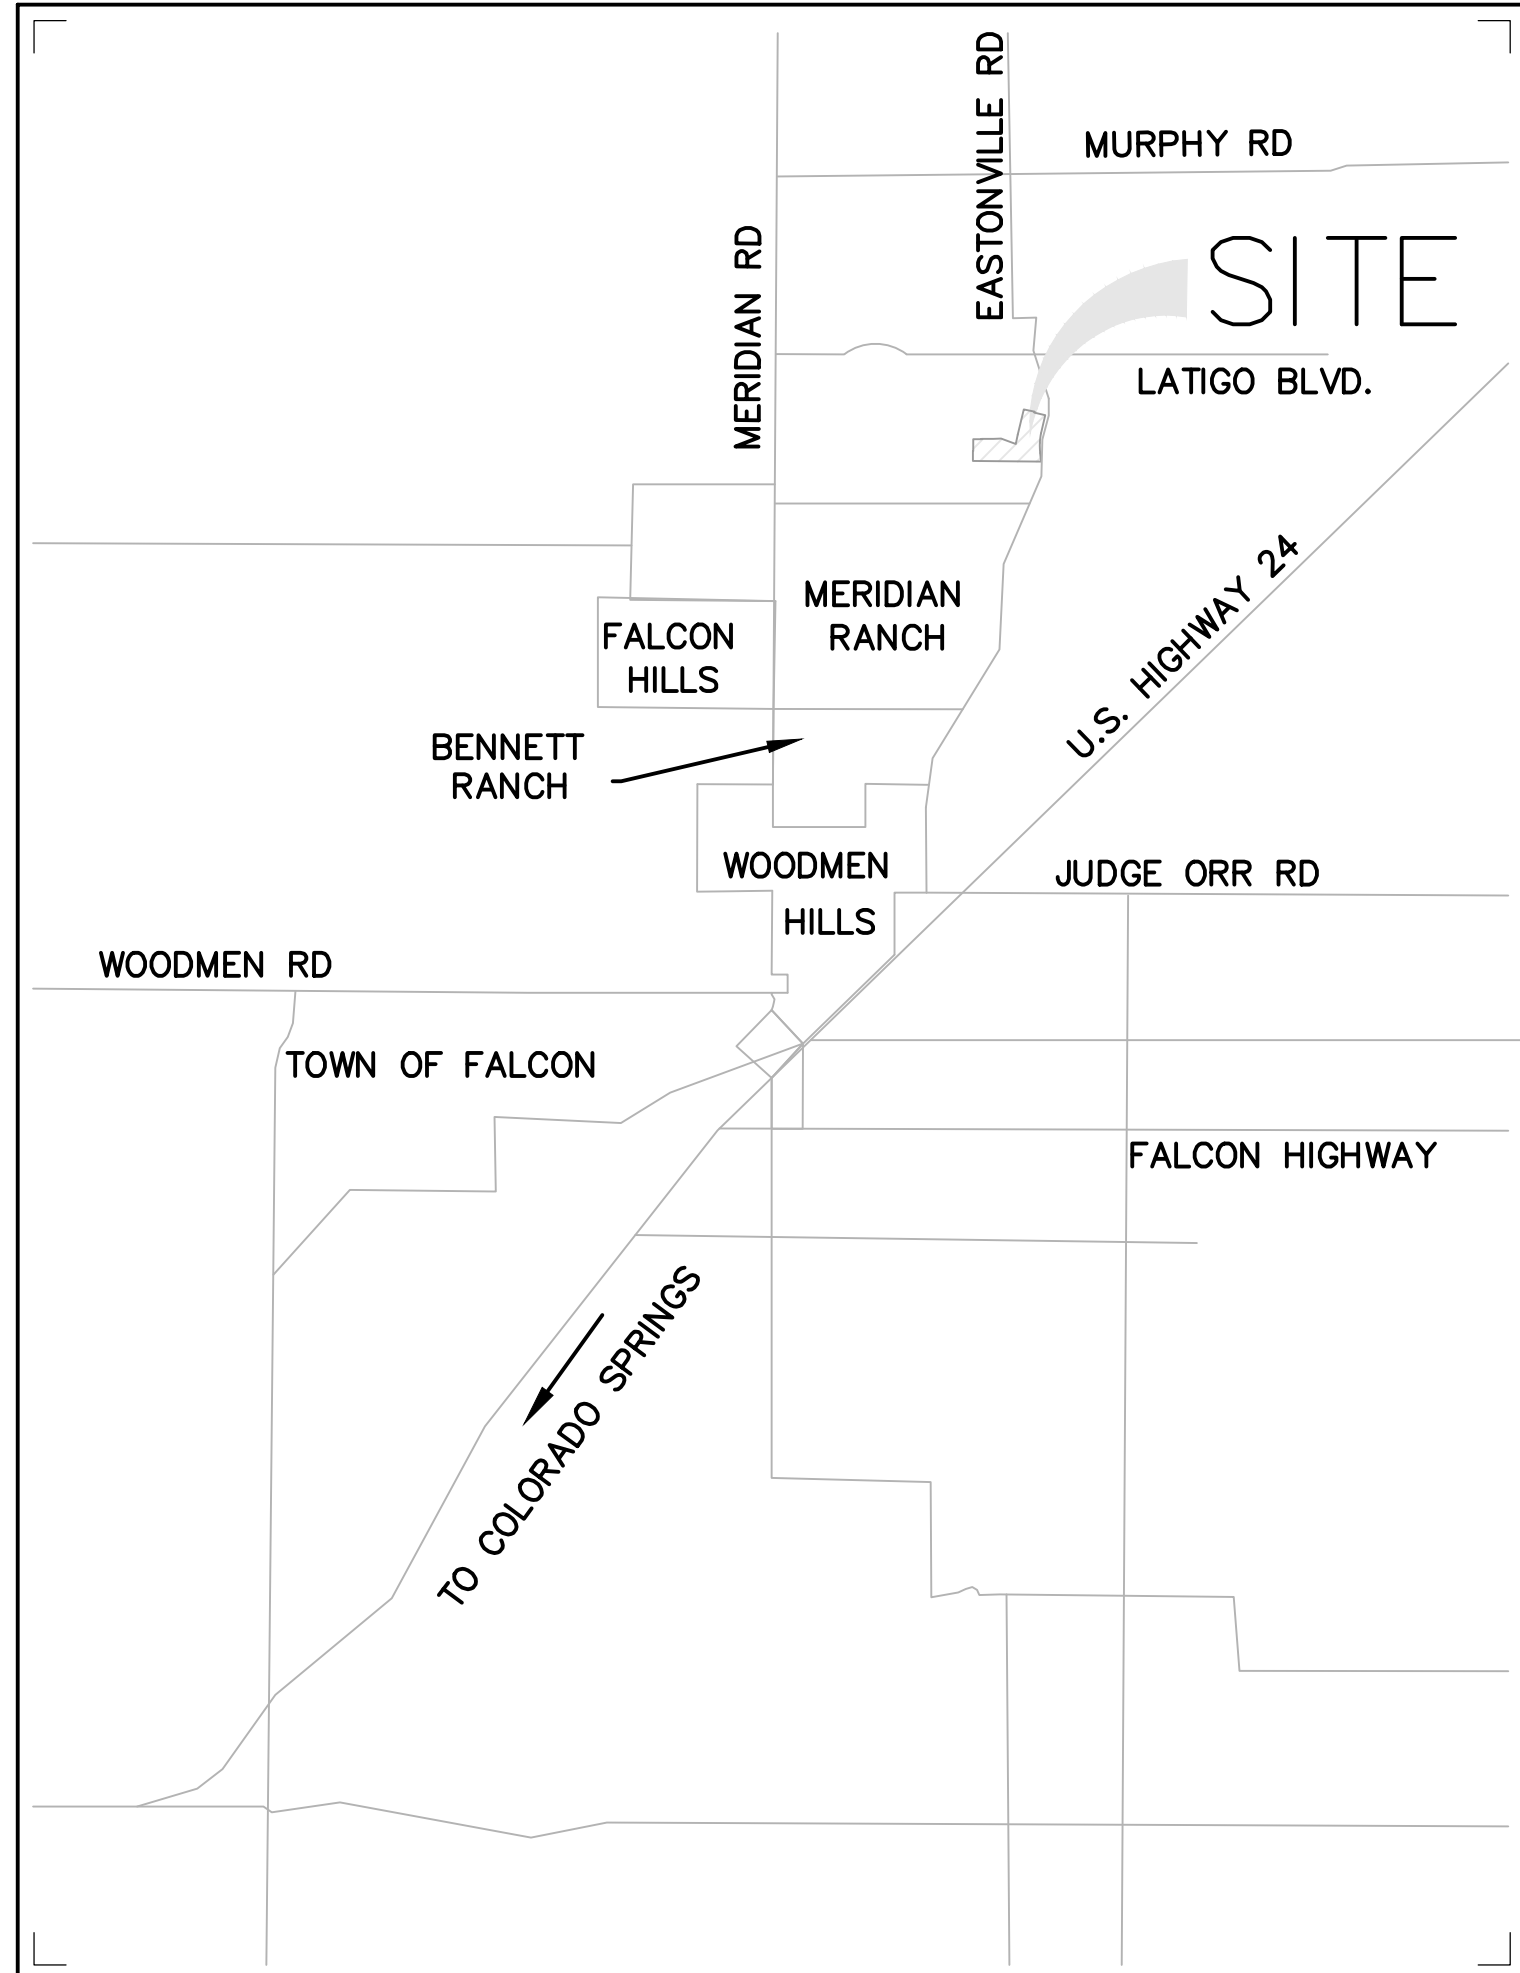 EASTONVILLE RD
MURPHY RD
MERIDIAN RD
SITE
LATIGO BLVD.
U.S. HIGHWAY 24
MERIDIAN
RANCH
FALCON
HILLS
BENNETT
RANCH
WOODMEN
HILLS
JUDGE ORR RD
WOODMEN RD
TOWN OF FALCON
FALCON HIGHWAY
TO COLORADO SPRINGS